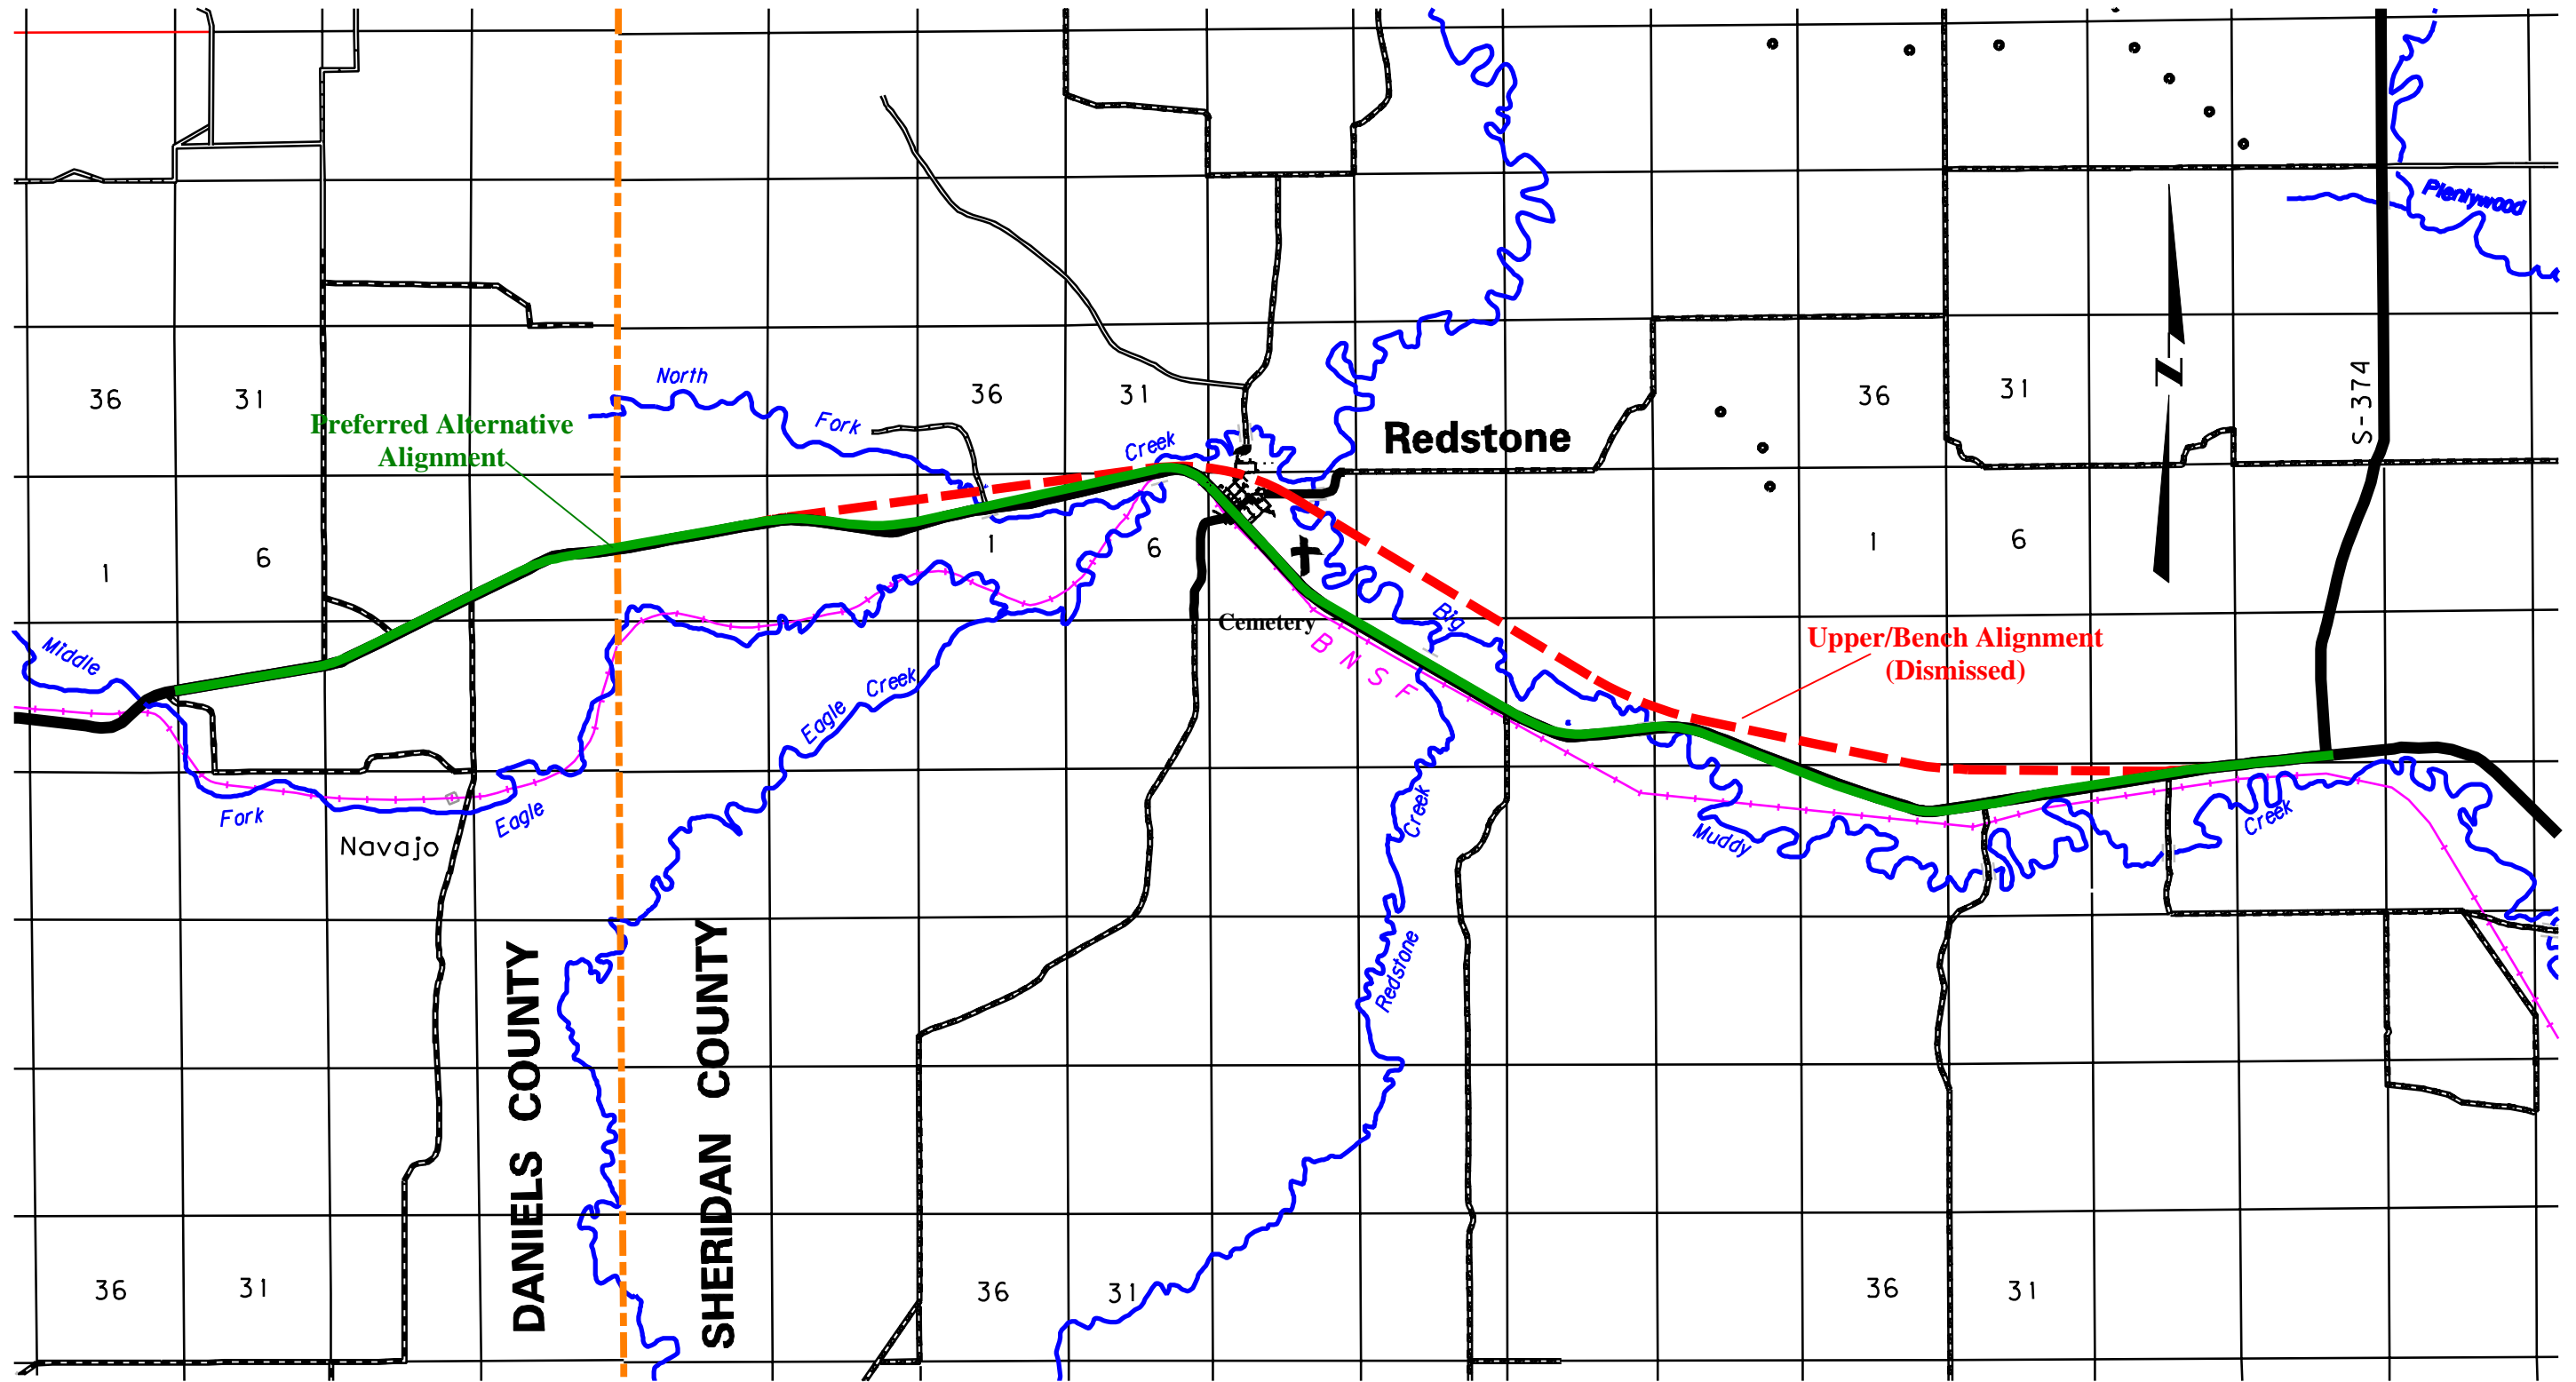 Plentywood
S-374
N
North
36
31
36
31
36
31
Preferred Alternative
Alignment
Fork
Creek
Redstone
1
6
1
6
1
6
Middle
Big
Cemetery
B N S F
Upper/Bench Alignment
(Dismissed)
Eagle
Creek
Fork
Eagle
Navajo
Creek
Muddy
Creek
Redstone
DANIELS COUNTY
SHERIDAN COUNTY
36
31
36
31
36
31